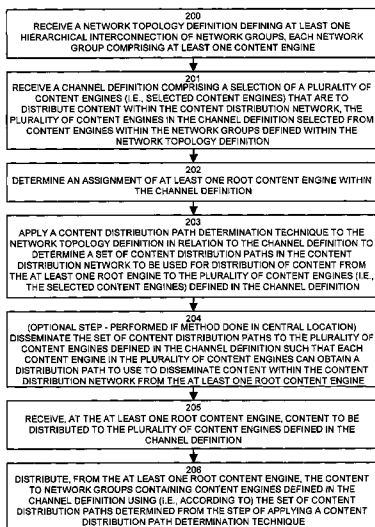 200
RECEIVE A NETWORK TOPOLOGY DEFINITION DEFINING AT LEAST ONE
HIERARCHICAL INTERCONNECTION OF NETWORK GROUPS, EACH NETWORK
GROUP COMPRISING AT LEAST ONE CONTENT ENGINE
201
RECEIVE A CHANNEL DEFINITION COMPRISING A SELECTION OF A PLURALITY OF
CONTENT ENGINES (I.E., SELECTED CONTENT ENGINES) THAT ARE TO
DISTRIBUTE CONTENT WITHIN THE CONTENT DISTRIBUTION NETWORK, THE
PLURALITY OF CONTENT ENGINES IN THE CHANNEL DEFINITION SELECTED FROM
CONTENT ENGINES WITHIN THE NETWORK GROUPS DEFINED WITHIN THE
NETWORK TOPOLOGY DEFINITION
202
DETERMINE AN ASSIGNMENT OF AT LEAST ONE ROOT CONTENT ENGINE WITHIN
THE CHANNEL DEFINITION
203
APPLY A CONTENT DISTRIBUTION PATH DETERMINATION TECHNIQUE TO THE
NETWORK TOPOLOGY DEFINITION IN RELATION TO THE CHANNEL DEFINITION TO
DETERMINE A SET OF CONTENT DISTRIBUTION PATHS IN THE CONTENT
DISTRIBUTION NETWORK TO BE USED FOR DISTRIBUTION OF CONTENT FROM
THE AT LEAST ONE ROOT ENGINE TO THE PLURALITY OF CONTENT ENGINES (I.E.,
THE SELECTED CONTENT ENGINES) DEFINED IN THE CHANNEL DEFINITION
204
(OPTIONAL STEP - PERFORMED IF METHOD DONE IN CENTRAL LOCATION)
DISSEMINATE THE SET OF CONTENT DISTRIBUTION PATHS TO THE PLURALITY OF
CONTENT ENGINES DEFINED IN THE CHANNEL DEFINITION SUCH THAT EACH
CONTENT ENGINE IN THE PLURALITY OF CONTENT ENGINES CAN OBTAIN A
DISTRIBUTION PATH TO USE TO DISSEMINATE CONTENT WITHIN THE CONTENT
DISTRIBUTION NETWORK FROM THE AT LEAST ONE ROOT CONTENT ENGINE
205
RECEIVE, AT THE AT LEAST ONE ROOT CONTENT ENGINE, CONTENT TO BE
DISTRIBUTED TO THE PLURALITY OF CONTENT ENGINES DEFINED IN THE
CHANNEL DEFINITION
206
DISTRIBUTE, FROM THE AT LEAST ONE ROOT CONTENT ENGINE, THE CONTENT
TO NETWORK GROUPS CONTAINING CONTENT ENGINES DEFINED IN THE
CHANNEL DEFINITION USING (I.E., ACCORDING TO) THE SET OF CONTENT
DISTRIBUTION PATHS DETERMINED FROM THE STEP OF APPLYING A CONTENT
DISTRIBUTION PATH DETERMINATION TECHNIQUE